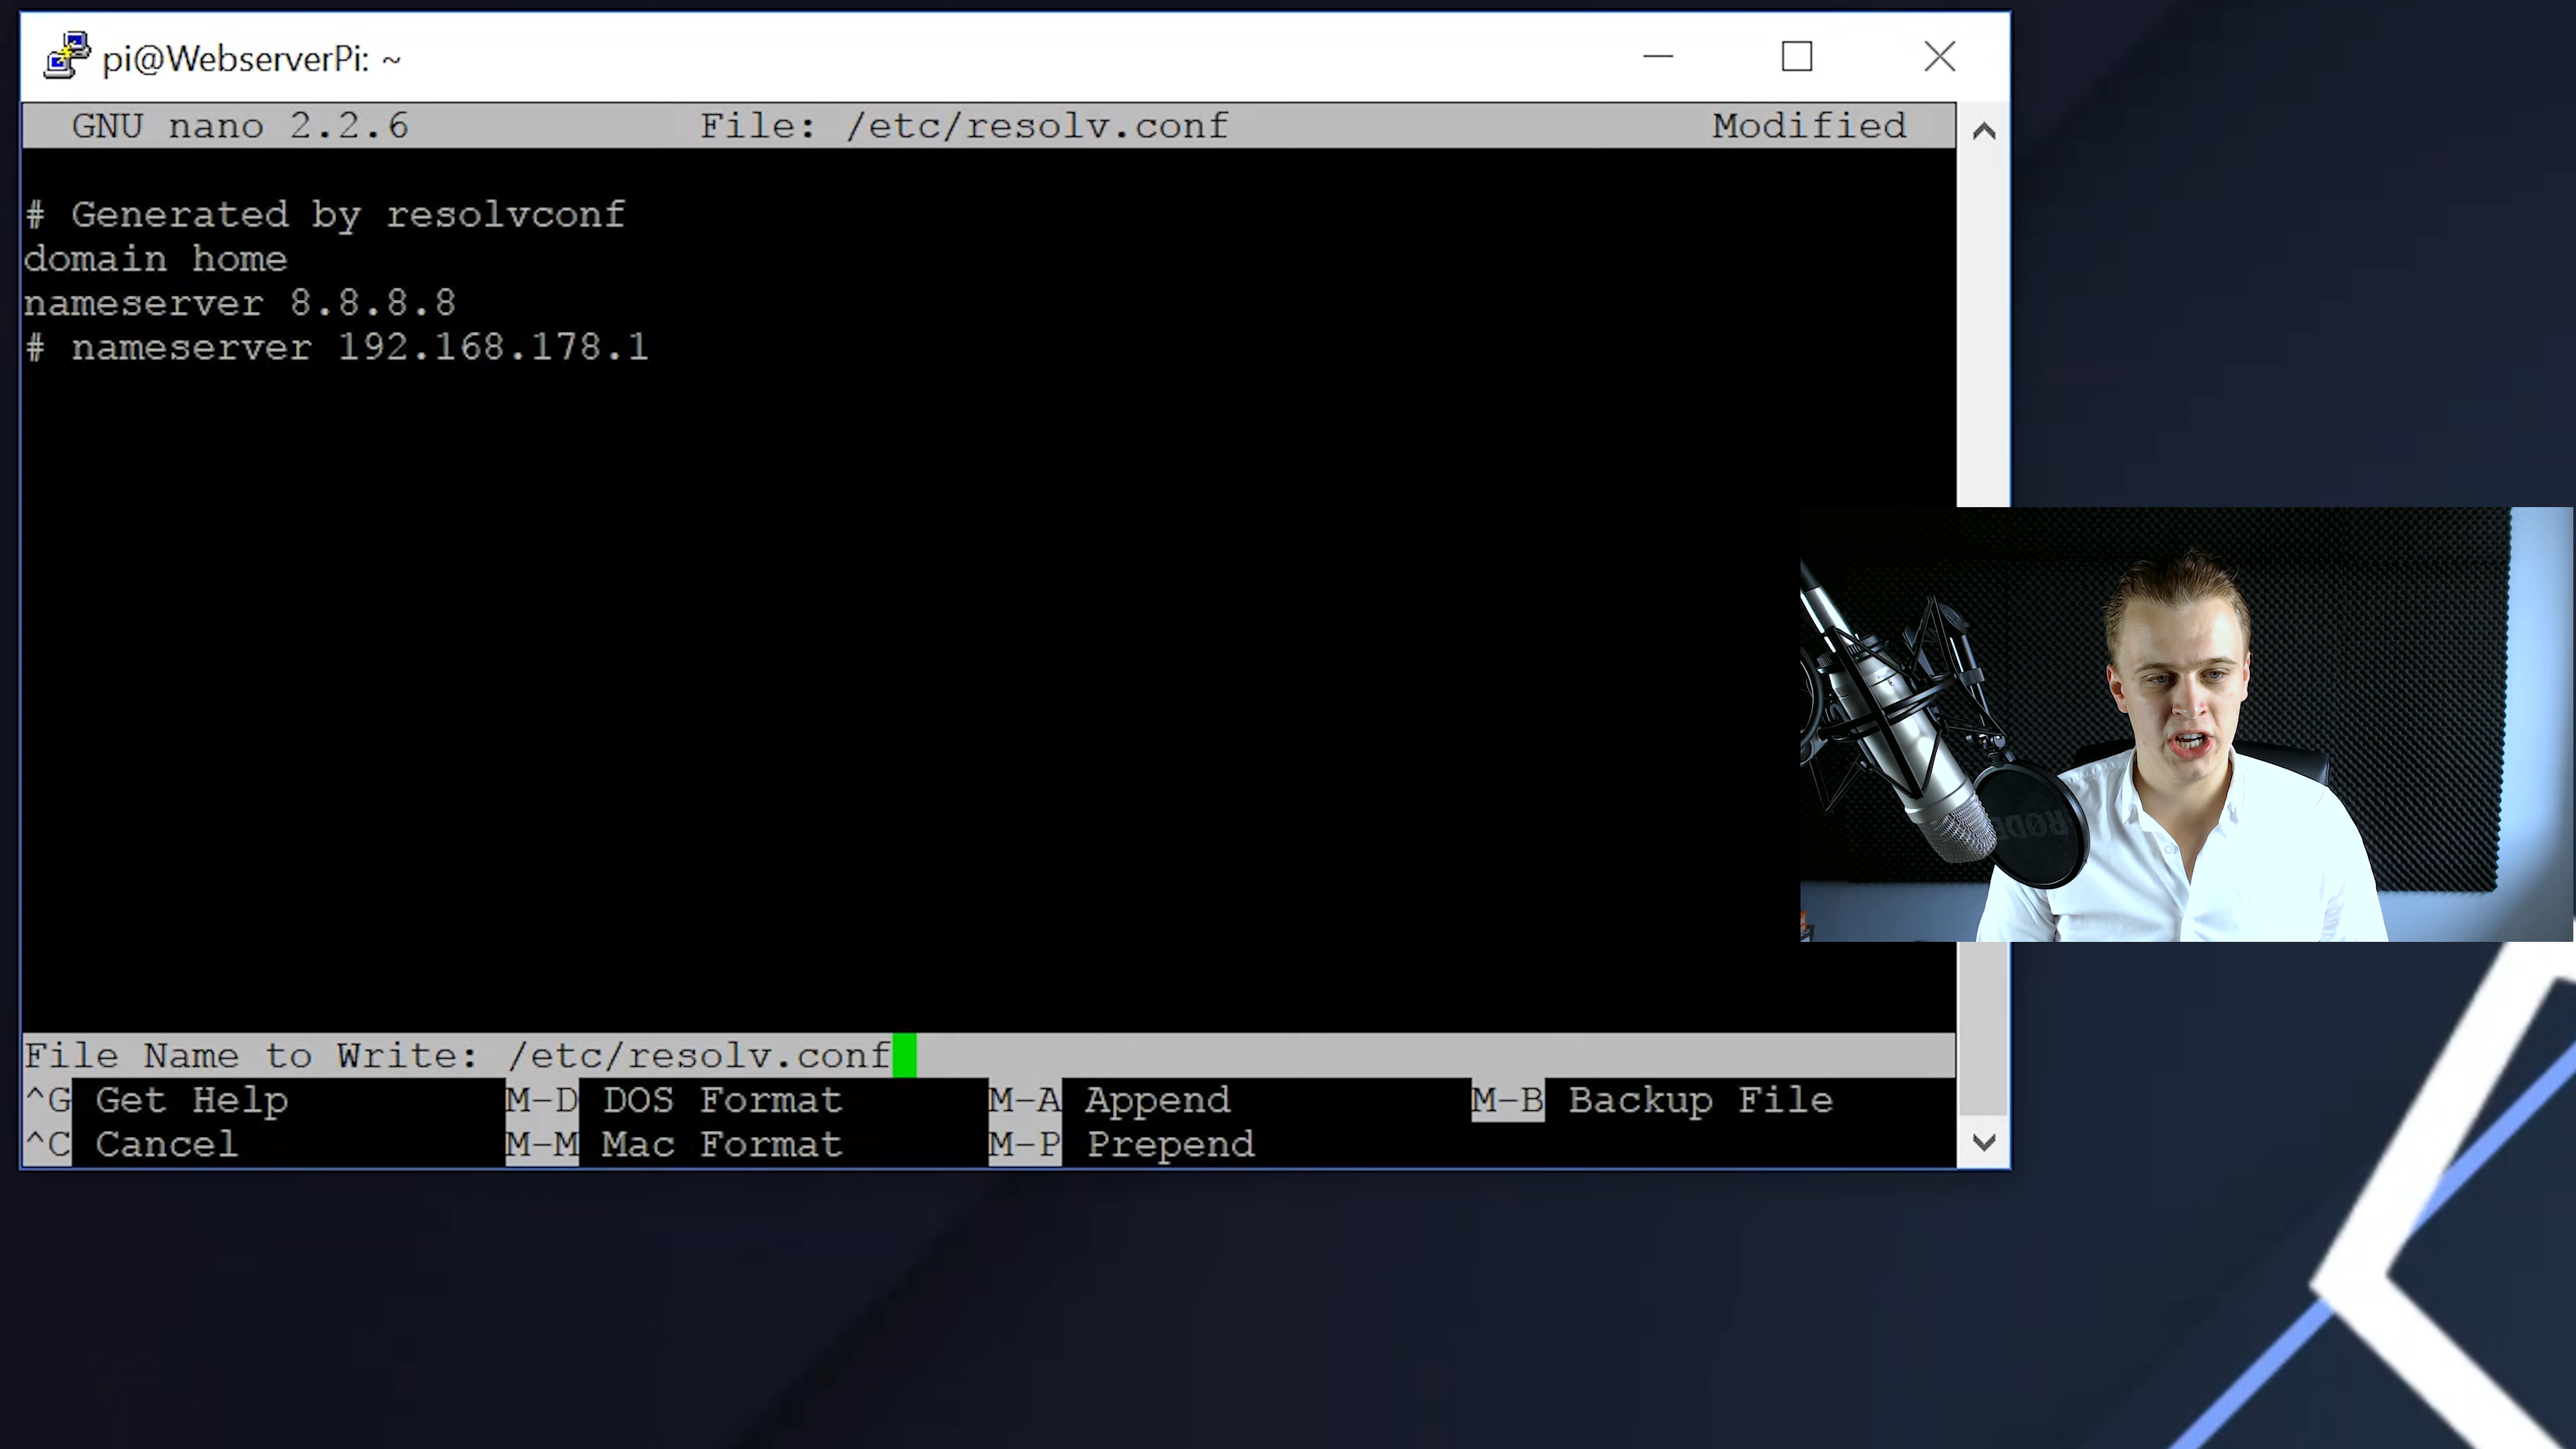 pi@WebserverPi: ~
GNU nano 2.2.6 File: /etc/resolv.conf Modified
# Generated by resolvconf
domain home
nameserver 8.8.8.8
# nameserver 192.168.178.1
RØDE
File Name to Write: /etc/resolv.conf
^G Get Help M-D DOS Format M-A Append M-B Backup File
^C Cancel M-M Mac Format M-P Prepend